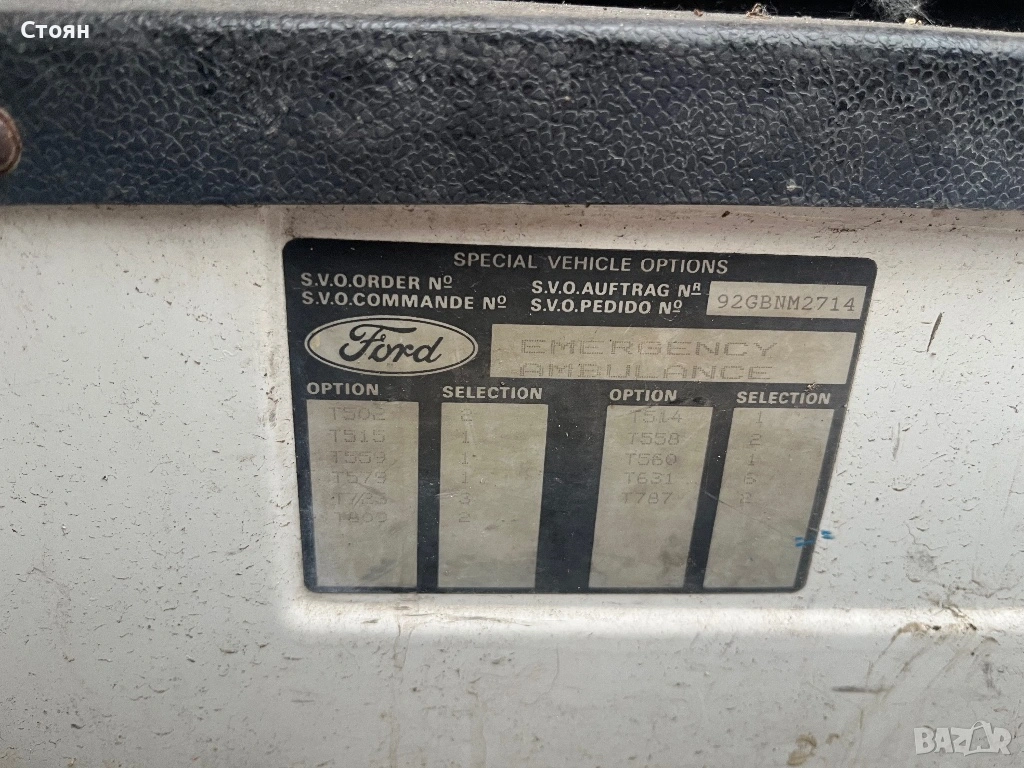 Стоян
SPECIAL VEHICLE OPTIONS
S.V.O.ORDER Nº
S.V.O.COMMANDE Nº
S.V.O.AUFTRAG Nᴿ
S.V.O.PEDIDO Nº
92GBNM2714
Ford
EMERGENCY
AMBULANCE
OPTION SELECTION OPTION SELECTION
T502 2 T514 1
T515 1 T558 2
T559 1 T560 1
T579 1 T631 6
3 T787 2
2
BAZAR